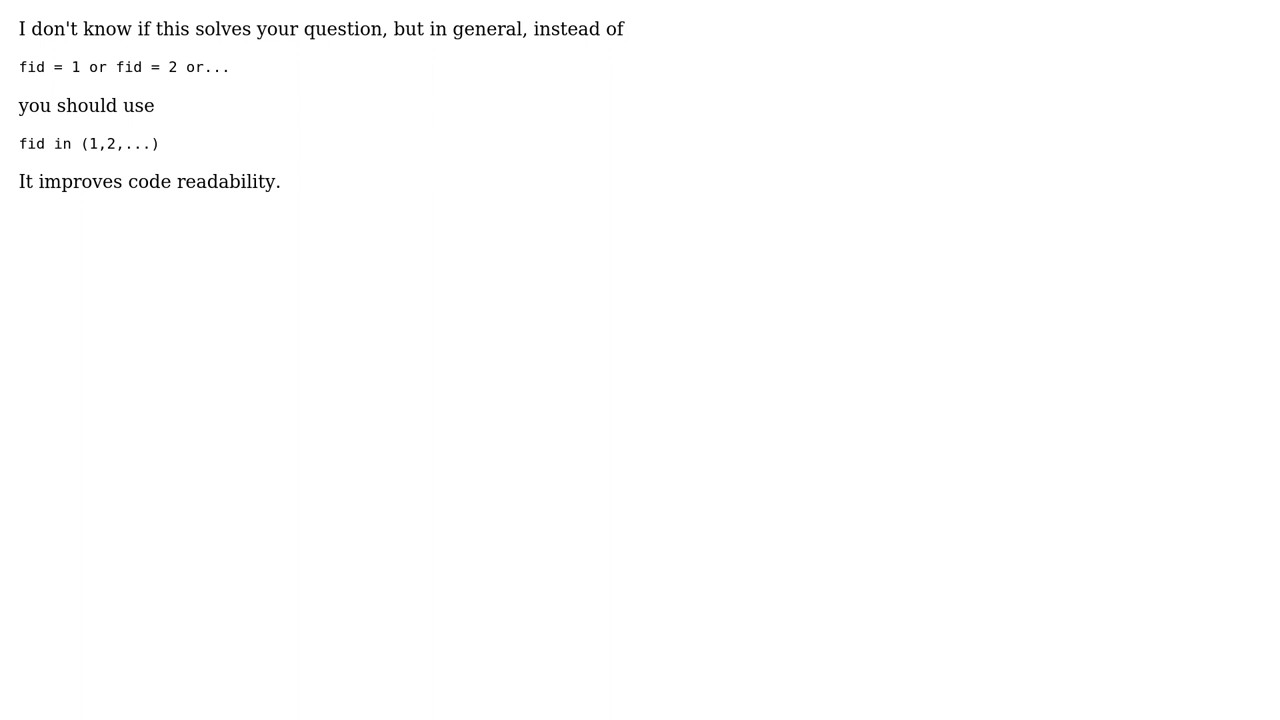 I don't know if this solves your question, but in general, instead of
fid = 1 or fid = 2 or...
you should use
fid in (1,2,...)
It improves code readability.